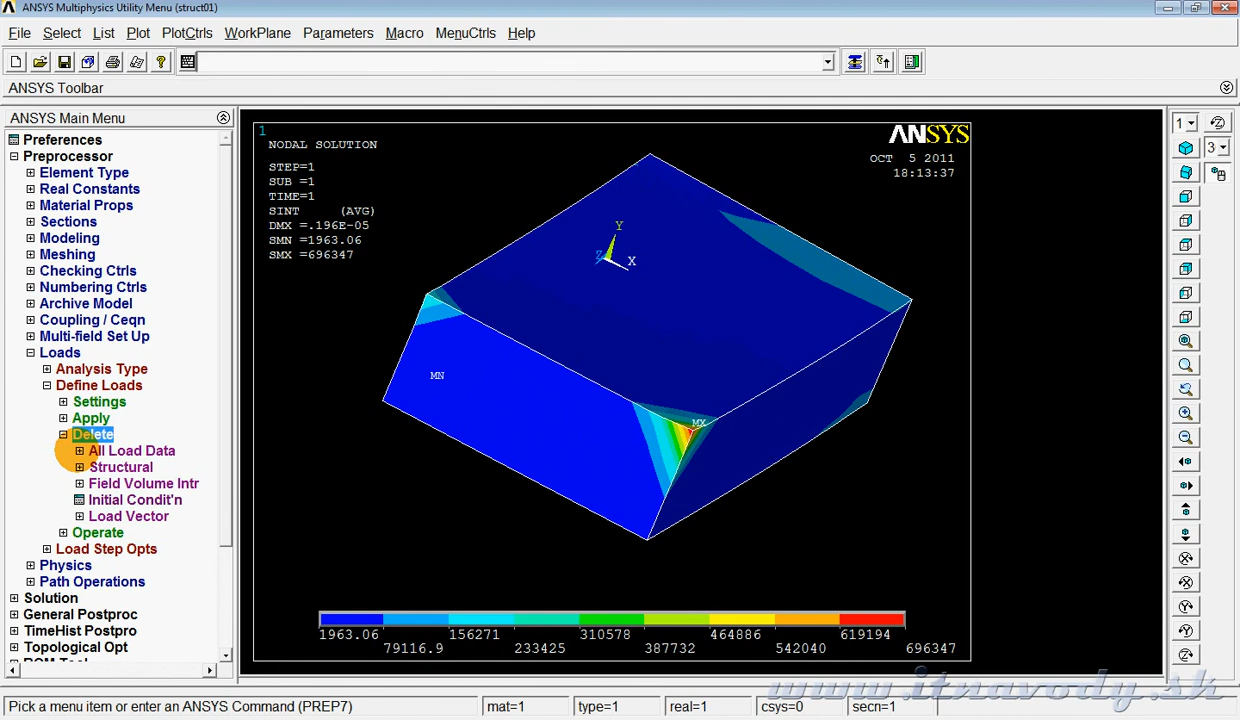 ANSYS Multiphysics Utility Menu (struct01)
File Select List Plot PlotCtrls WorkPlane Parameters Macro MenuCtrls Help
ANSYS Toolbar
ANSYS Main Menu
Preferences
Preprocessor
Element Type
Real Constants
Material Props
Sections
Modeling
Meshing
Checking Ctrls
Numbering Ctrls
Archive Model
Coupling / Ceqn
Multi-field Set Up
Loads
Analysis Type
Define Loads
Settings
Apply
Delete
All Load Data
Structural
Field Volume Intr
Initial Condit'n
Load Vector
Operate
Load Step Opts
Physics
Path Operations
Solution
General Postproc
TimeHist Postpro
Topological Opt
1
NODAL SOLUTION
STEP=1
SUB =1
TIME=1
SINT (AVG)
DMX =.196E-05
SMN =1963.06
SMX =696347
ANSYS
OCT 5 2011
18:13:37
Y
Z X
MN
MX
1963.06 156271 310578 464886 619194
79116.9 233425 387732 542040 696347
1
3
www.itnavody.sk
Pick a menu item or enter an ANSYS Command (PREP7) mat=1 type=1 real=1 csys=0 secn=1